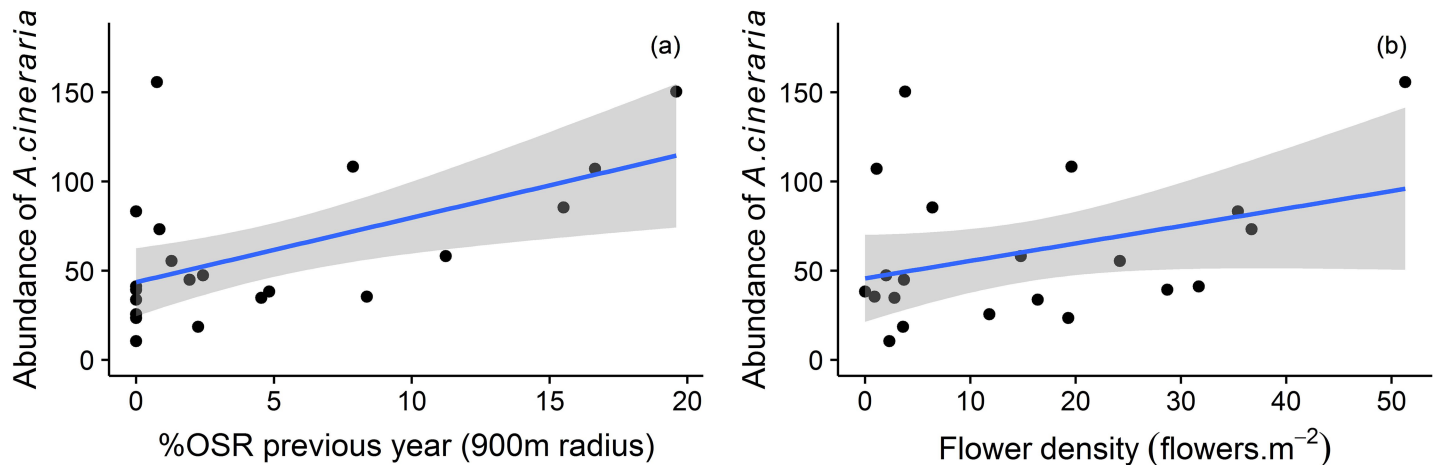 Abundance of A.cineraria
(a)
150
100
50
0
0 5 10 15 20
%OSR previous year (900m radius)
Abundance of A.cineraria
(b)
150
100
50
0
0 10 20 30 40 50
Flower density (flowers.m⁻²)